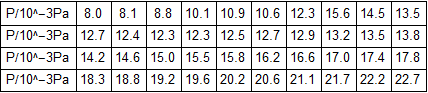 P/10^−3Pa 8.0 8.1 8.8 10.1 10.9 10.6 12.3 15.6 14.5 13.5
P/10^−3Pa 12.7 12.4 12.3 12.3 12.5 12.7 12.9 13.2 13.5 13.8
P/10^−3Pa 14.2 14.6 15.0 15.5 15.8 16.2 16.6 17.0 17.4 17.8
P/10^−3Pa 18.3 18.8 19.2 19.6 20.2 20.6 21.1 21.7 22.2 22.7